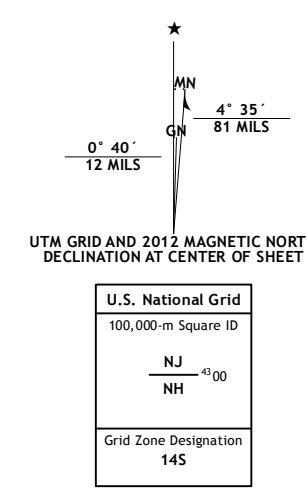 ★
MN
4° 35´
GN
81 MILS
0° 40´
12 MILS
UTM GRID AND 2012 MAGNETIC NORT
DECLINATION AT CENTER OF SHEET
U.S. National Grid
100,000-m Square ID
NJ
4300
NH
Grid Zone Designation
14S